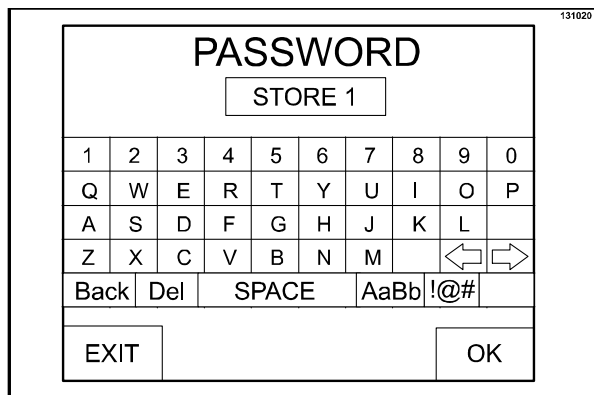 131020
PASSWORD
STORE 1
1 2 3 4 5 6 7 8 9 0
Q W E R T Y U I O P
A S D F G H J K L
Z X C V B N M
Back Del SPACE AaBb !@#
EXIT OK